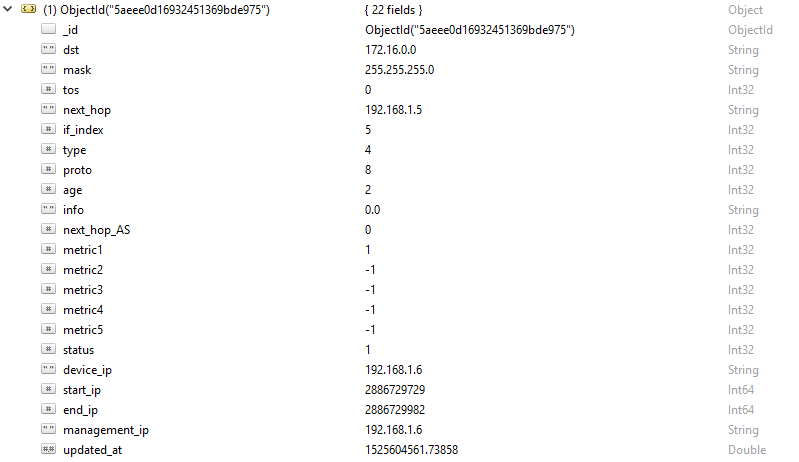 (1) ObjectId("5aeee0d16932451369bde975") { 22 fields } Object
_id ObjectId("5aeee0d16932451369bde975") ObjectId
"" dst 172.16.0.0 String
"" mask 255.255.255.0 String
# tos 0 Int32
"" next_hop 192.168.1.5 String
# if_index 5 Int32
# type 4 Int32
# proto 8 Int32
# age 2 Int32
"" info 0.0 String
# next_hop_AS 0 Int32
# metric1 1 Int32
# metric2 -1 Int32
# metric3 -1 Int32
# metric4 -1 Int32
# metric5 -1 Int32
# status 1 Int32
"" device_ip 192.168.1.6 String
# start_ip 2886729729 Int64
# end_ip 2886729982 Int64
"" management_ip 192.168.1.6 String
#.# updated_at 1525604561.73858 Double